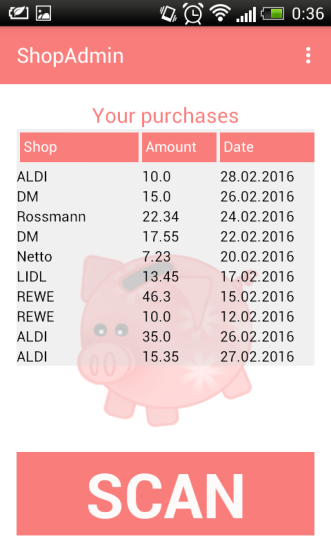 0:36
ShopAdmin
Your purchases
Shop Amount Date
ALDI 10.0 28.02.2016
DM 15.0 26.02.2016
Rossmann 22.34 24.02.2016
DM 17.55 22.02.2016
Netto 7.23 20.02.2016
LIDL 13.45 17.02.2016
REWE 46.3 15.02.2016
REWE 10.0 12.02.2016
ALDI 35.0 26.02.2016
ALDI 15.35 27.02.2016
SCAN